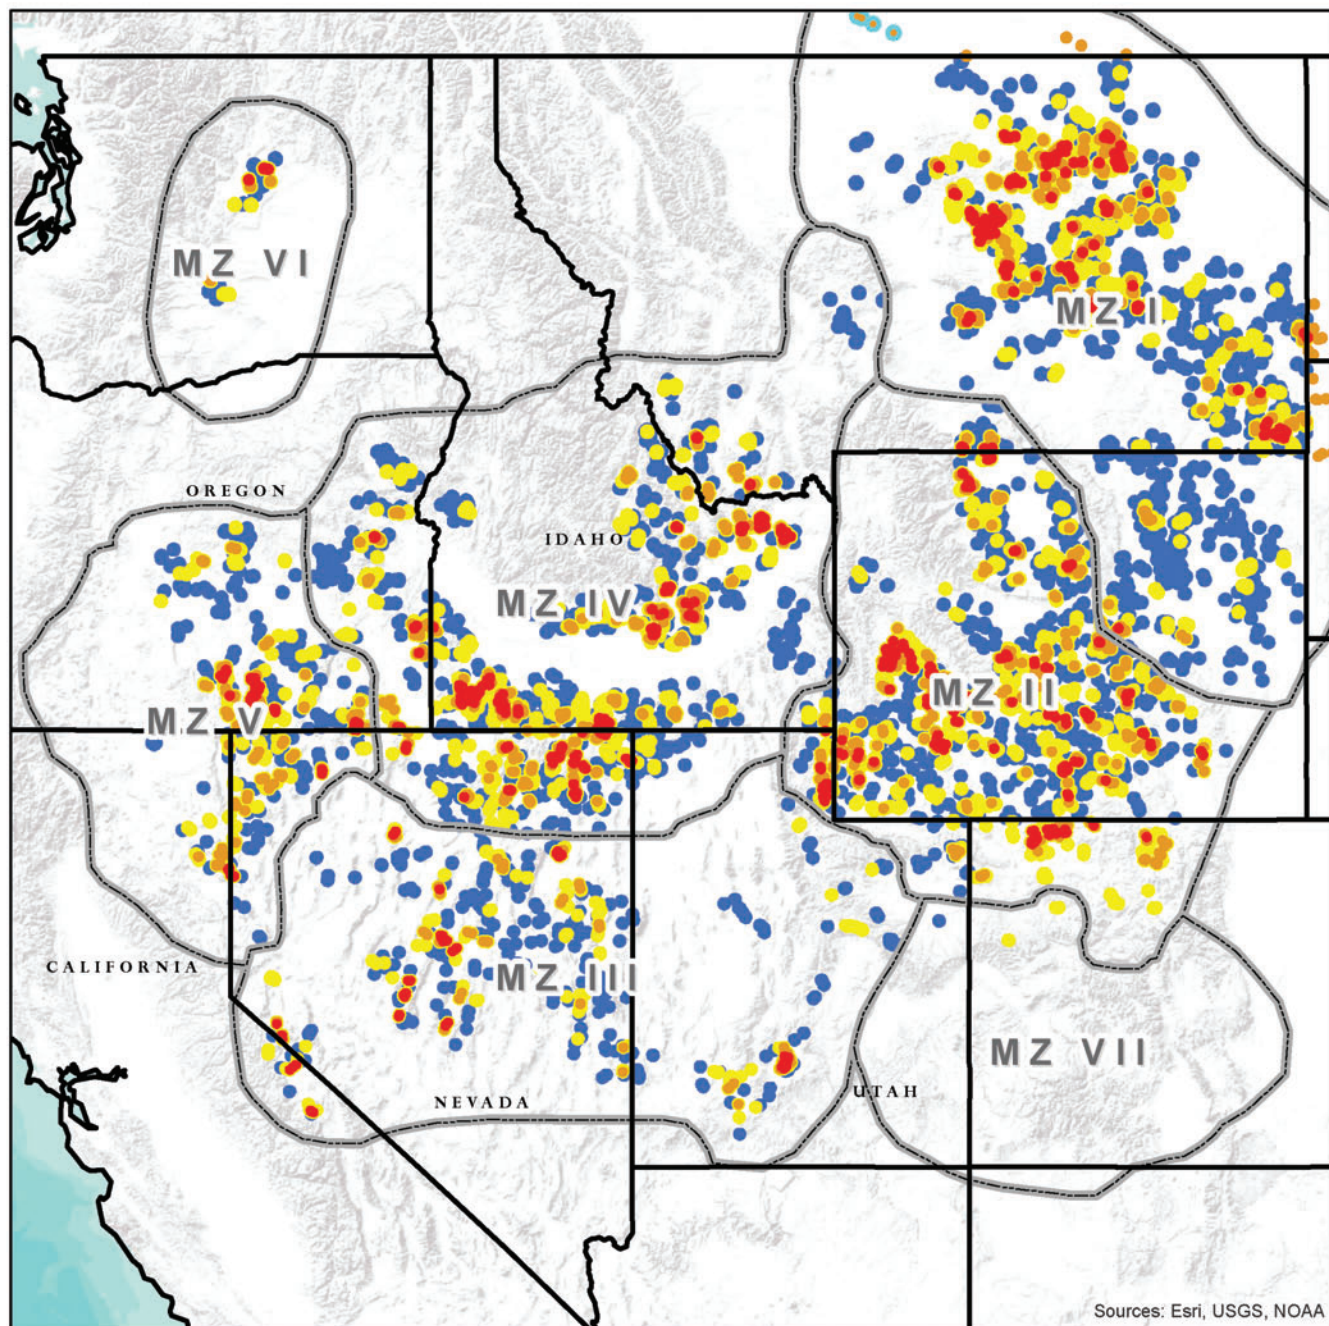 MZ VI
MZ I
OREGON
IDAHO
MZ IV
MZ II
MZ V
CALIFORNIA
MZ III
MZ VII
UTAH
NEVADA
Sources: Esri, USGS, NOAA